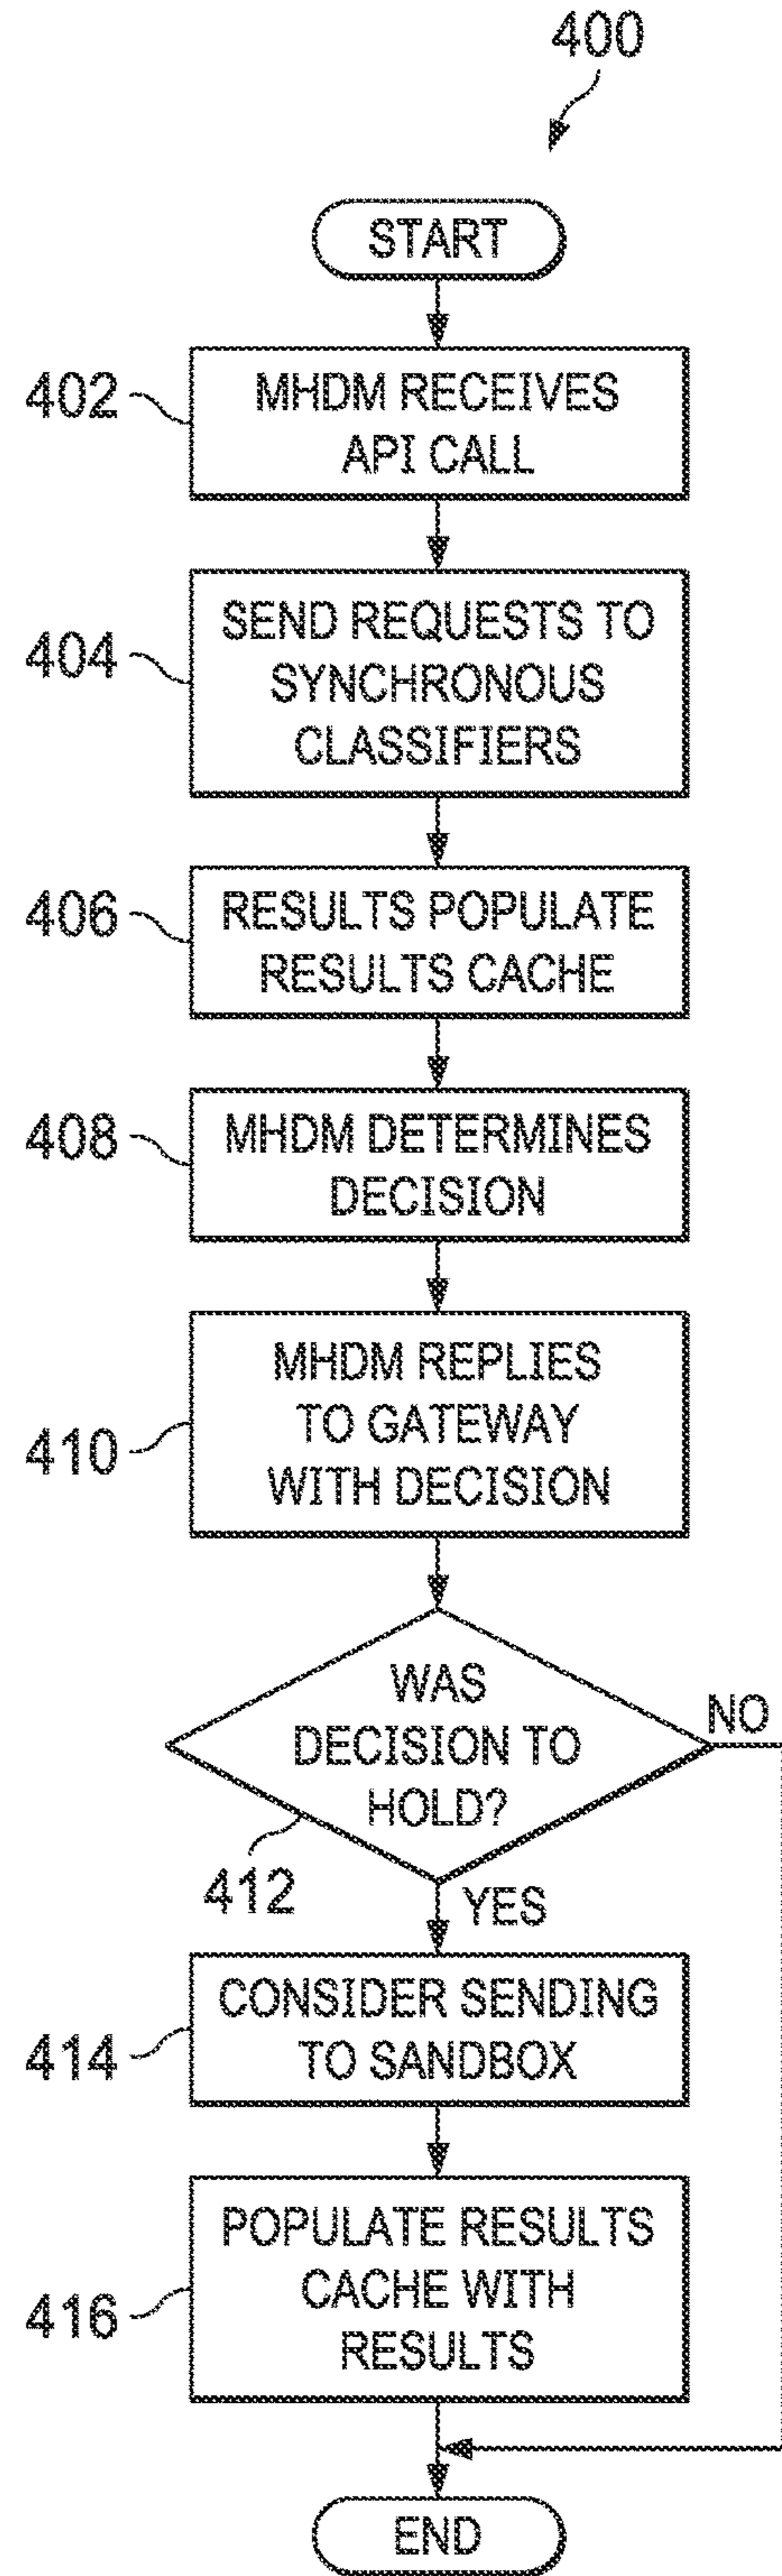 400
START
402
MHDM RECEIVES
API CALL
404
SEND REQUESTS TO
SYNCHRONOUS
CLASSIFIERS
406
RESULTS POPULATE
RESULTS CACHE
408
MHDM DETERMINES
DECISION
410
MHDM REPLIES
TO GATEWAY
WITH DECISION
WAS
DECISION TO
HOLD?
NO
412
YES
414
CONSIDER SENDING
TO SANDBOX
416
POPULATE RESULTS
CACHE WITH
RESULTS
END